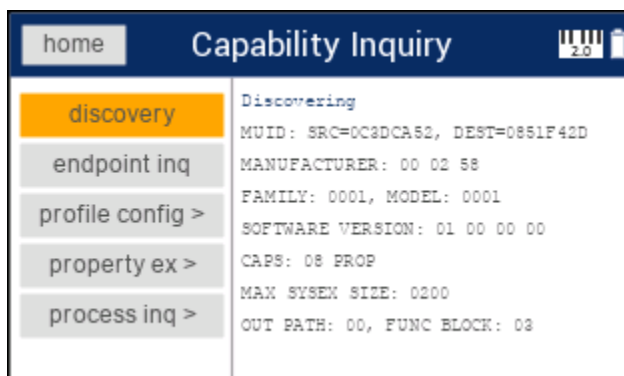 home
Capability Inquiry
2.0
discovery
endpoint inq
profile config >
property ex >
process inq >
Discovering
MUID: SRC=0C3DCA52, DEST=0851F42D
MANUFACTURER: 00 02 58
FAMILY: 0001, MODEL: 0001
SOFTWARE VERSION: 01 00 00 00
CAPS: 08 PROP
MAX SYSEX SIZE: 0200
OUT PATH: 00, FUNC BLOCK: 03